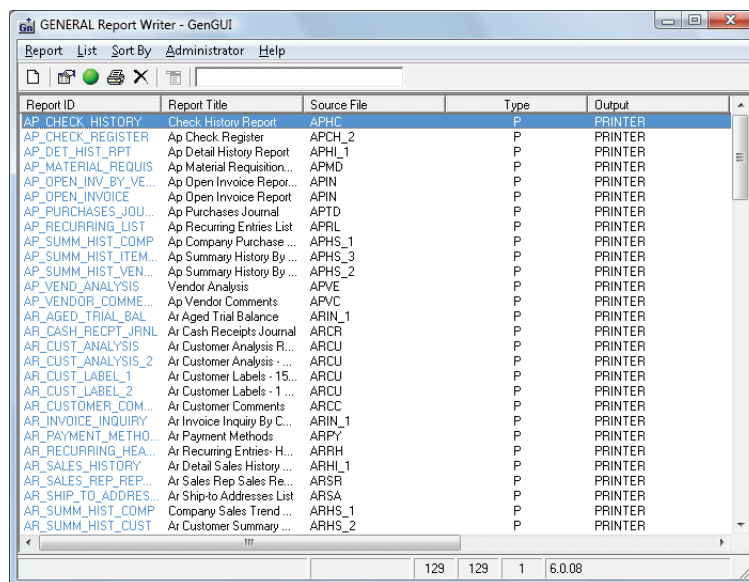 GENERAL Report Writer - GenGUI
Report List Sort By Administrator Help
Report ID Report Title Source File Type Output
AP_CHECK_HISTORY Check History Report APHC P PRINTER
AP_CHECK_REGISTER Ap Check Register APCH_2 P PRINTER
AP_DET_HIST_RPT Ap Detail History Report APHI_1 P PRINTER
AP_MATERIAL_REQUIS Ap Material Requisition... APMD P PRINTER
AP_OPEN_INV_BY_VE... Ap Open Invoice Repor... APIN P PRINTER
AP_OPEN_INVOICE Ap Open Invoice Report APIN P PRINTER
AP_PURCHASES_JOU... Ap Purchases Journal APTD P PRINTER
AP_RECURRING_LIST Ap Recurring Entries List APRL P PRINTER
AP_SUMM_HIST_COMP Ap Company Purchase ... APHS_1 P PRINTER
AP_SUMM_HIST_ITEM... Ap Summary History By ... APHS_3 P PRINTER
AP_SUMM_HIST_VEN... Ap Summary History By ... APHS_2 P PRINTER
AP_VEND_ANALYSIS Vendor Analysis APVE P PRINTER
AP_VENDOR_COMME... Ap Vendor Comments APVC P PRINTER
AR_AGED_TRIAL_BAL Ar Aged Trial Balance ARIN_1 P PRINTER
AR_CASH_RECPT_JRNL Ar Cash Receipts Journal ARCR P PRINTER
AR_CUST_ANALYSIS Ar Customer Analysis R... ARCU P PRINTER
AR_CUST_ANALYSIS_2 Ar Customer Analysis - ... ARCU P PRINTER
AR_CUST_LABEL_1 Ar Customer Labels - 15... ARCU P PRINTER
AR_CUST_LABEL_2 Ar Customer Labels - 1 ... ARCU P PRINTER
AR_CUSTOMER_COM... Ar Customer Comments ARCC P PRINTER
AR_INVOICE_INQUIRY Ar Invoice Inquiry By C... ARIN_1 P PRINTER
AR_PAYMENT_METHO... Ar Payment Methods ARPY P PRINTER
AR_RECURRING_HEA... Ar Recurring Entries- H... ARRH P PRINTER
AR_SALES_HISTORY Ar Detail Sales History ... ARHI_1 P PRINTER
AR_SALES_REP_REP... Ar Sales Rep Sales Re... ARSR P PRINTER
AR_SHIP_TO_ADDRES... Ar Ship-to Addresses List ARSA P PRINTER
AR_SUMM_HIST_COMP Company Sales Trend ... ARHS_1 P PRINTER
AR_SUMM_HIST_CUST Ar Customer Summary ... ARHS_2 P PRINTER
129 129 1 6.0.08